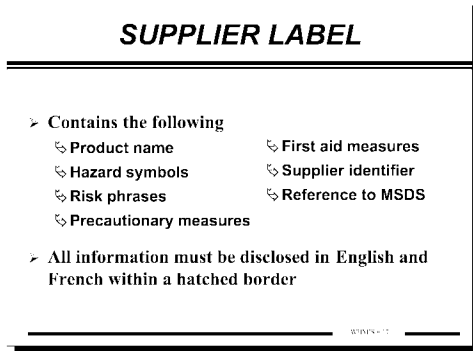 SUPPLIER LABEL
Contains the following
Product name
Hazard symbols
Risk phrases
Precautionary measures
First aid measures
Supplier identifier
Reference to MSDS
All information must be disclosed in English and
French within a hatched border